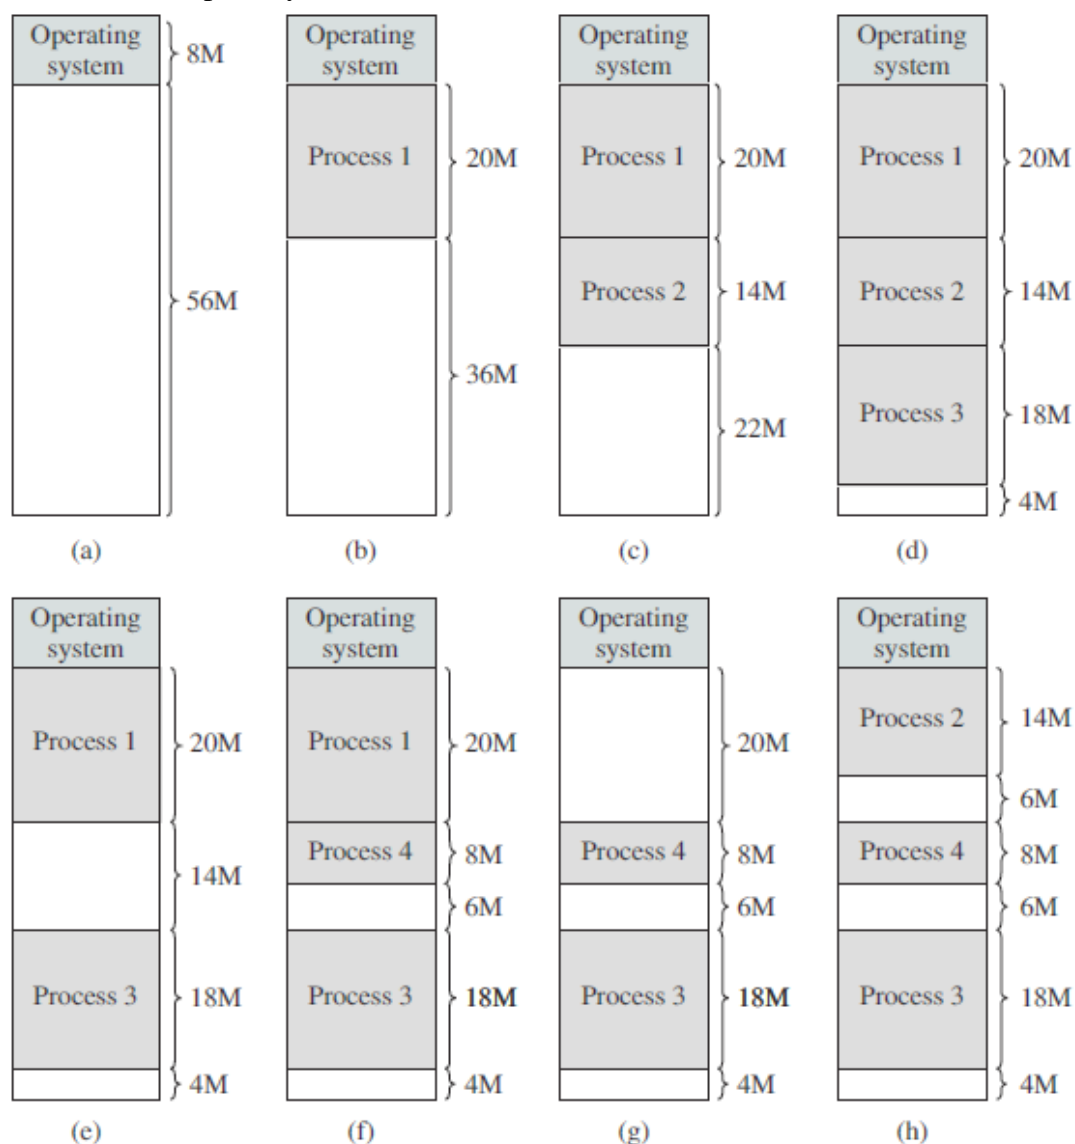 Operating
system
8M
56M
(a)
Operating
system
Process 1
20M
36M
(b)
Operating
system
Process 1
20M
Process 2
14M
22M
(c)
Operating
system
Process 1
20M
Process 2
14M
Process 3
18M
4M
(d)
Operating
system
Process 1
20M
14M
Process 3
18M
4M
(e)
Operating
system
Process 1
20M
Process 4
8M
6M
Process 3
18M
4M
(f)
Operating
system
20M
Process 4
8M
6M
Process 3
18M
4M
(g)
Operating
system
Process 2
14M
6M
Process 4
8M
6M
Process 3
18M
4M
(h)